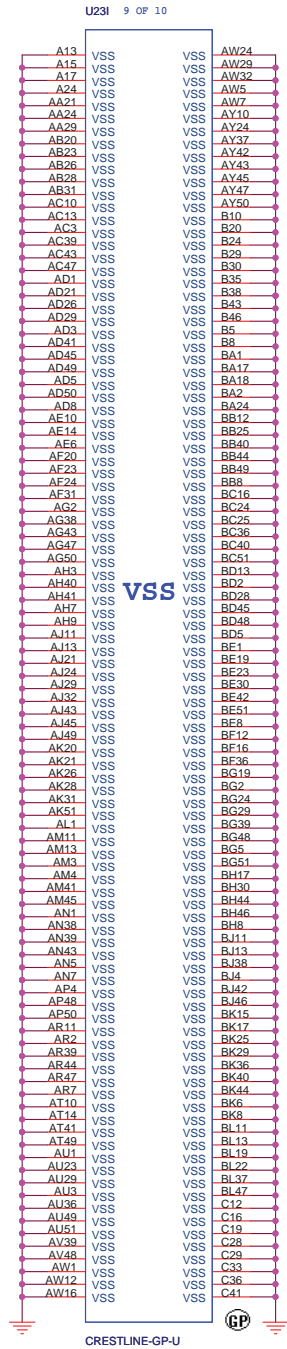 U23I 9 OF 10
A13 VSS VSS AW24
A15 VSS VSS AW29
A17 VSS VSS AW32
A24 VSS VSS AW5
AA21 VSS VSS AW7
AA24 VSS VSS AY10
AA29 VSS VSS AY24
AB20 VSS VSS AY37
AB23 VSS VSS AY42
AB26 VSS VSS AY43
AB28 VSS VSS AY45
AB31 VSS VSS AY47
AC10 VSS VSS AY50
AC13 VSS VSS B10
AC3 VSS VSS B20
AC39 VSS VSS B24
AC43 VSS VSS B29
AC47 VSS VSS B30
AD1 VSS VSS B35
AD21 VSS VSS B38
AD26 VSS VSS B43
AD29 VSS VSS B46
AD3 VSS VSS B5
AD41 VSS VSS B8
AD45 VSS VSS BA1
AD49 VSS VSS BA17
AD5 VSS VSS BA18
AD50 VSS VSS BA2
AD8 VSS VSS BA24
AE10 VSS VSS BB12
AE14 VSS VSS BB25
AE6 VSS VSS BB40
AF20 VSS VSS BB44
AF23 VSS VSS BB49
AF24 VSS VSS BB8
AF31 VSS VSS BC16
AG2 VSS VSS BC24
AG38 VSS VSS BC25
AG43 VSS VSS BC36
AG47 VSS VSS BC40
AG50 VSS VSS BC51
AH3 VSS VSS BD13
AH40 VSS VSS BD2
AH41 VSS VSS BD28
VSS
AH7 VSS VSS BD45
AH9 VSS VSS BD48
AJ11 VSS VSS BD5
AJ13 VSS VSS BE1
AJ21 VSS VSS BE19
AJ24 VSS VSS BE23
AJ29 VSS VSS BE30
AJ32 VSS VSS BE42
AJ43 VSS VSS BE51
AJ45 VSS VSS BE8
AJ49 VSS VSS BF12
AK20 VSS VSS BF16
AK21 VSS VSS BF36
AK26 VSS VSS BG19
AK28 VSS VSS BG2
AK31 VSS VSS BG24
AK51 VSS VSS BG29
AL1 VSS VSS BG39
AM11 VSS VSS BG48
AM13 VSS VSS BG5
AM3 VSS VSS BG51
AM4 VSS VSS BH17
AM41 VSS VSS BH30
AM45 VSS VSS BH44
AN1 VSS VSS BH46
AN38 VSS VSS BH8
AN39 VSS VSS BJ11
AN43 VSS VSS BJ13
AN5 VSS VSS BJ38
AN7 VSS VSS BJ4
AP4 VSS VSS BJ42
AP48 VSS VSS BJ46
AP50 VSS VSS BK15
AR11 VSS VSS BK17
AR2 VSS VSS BK25
AR39 VSS VSS BK29
AR44 VSS VSS BK36
AR47 VSS VSS BK40
AR7 VSS VSS BK44
AT10 VSS VSS BK6
AT14 VSS VSS BK8
AT41 VSS VSS BL11
AT49 VSS VSS BL13
AU1 VSS VSS BL19
AU23 VSS VSS BL22
AU29 VSS VSS BL37
AU3 VSS VSS BL47
AU36 VSS VSS C12
AU49 VSS VSS C16
AU51 VSS VSS C19
AV39 VSS VSS C28
AV48 VSS VSS C29
AW1 VSS VSS C33
AW12 VSS VSS C36
AW16 VSS VSS C41
GP
CRESTLINE-GP-U